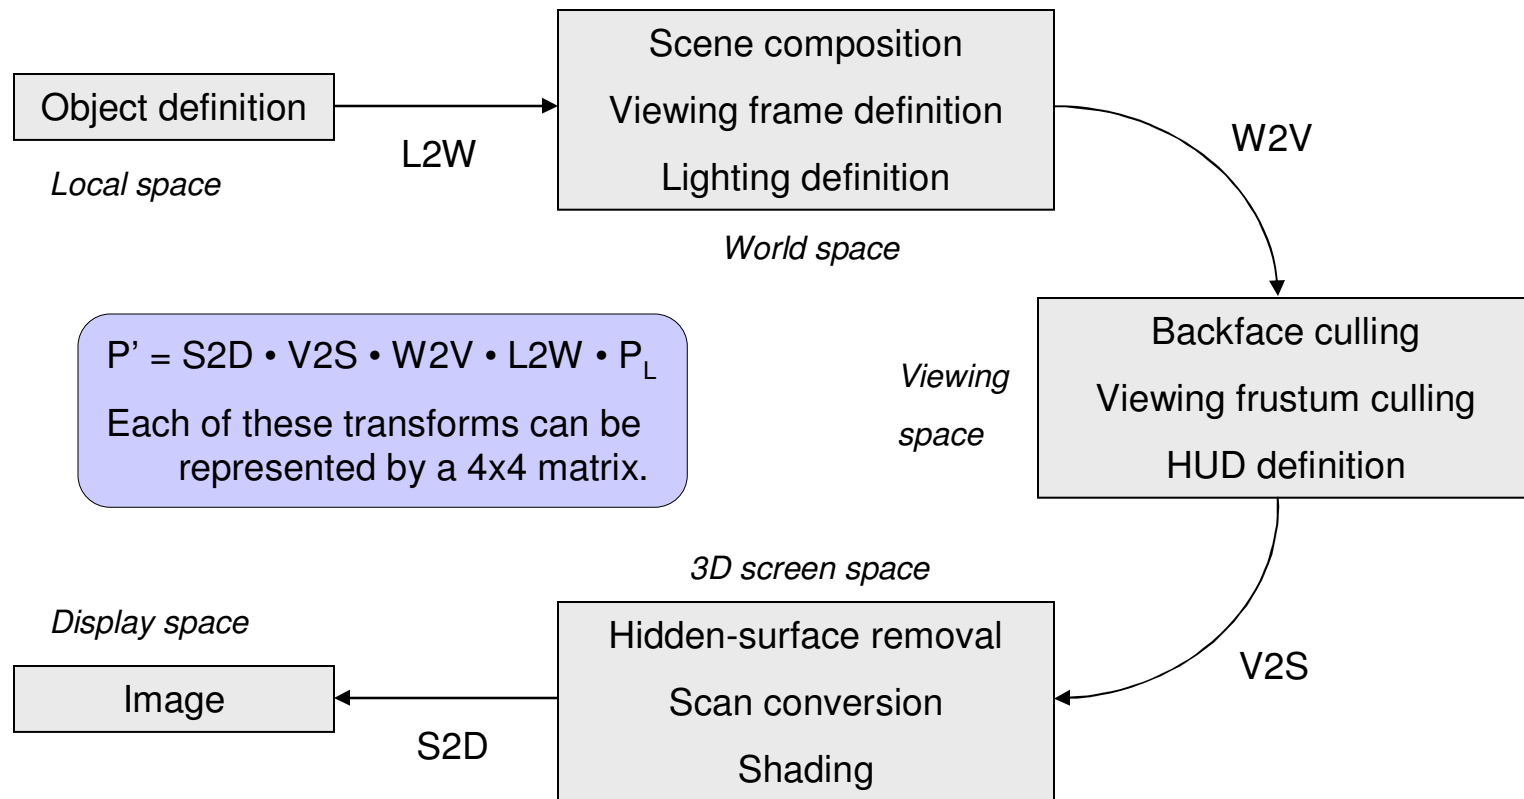 Object definition
Local space
L2W
Scene composition
Viewing frame definition
Lighting definition
World space
W2V
P' = S2D • V2S • W2V • L2W • P_L
Each of these transforms can be
represented by a 4x4 matrix.
Viewing
space
Backface culling
Viewing frustum culling
HUD definition
V2S
3D screen space
Hidden-surface removal
Scan conversion
Shading
S2D
Display space
Image